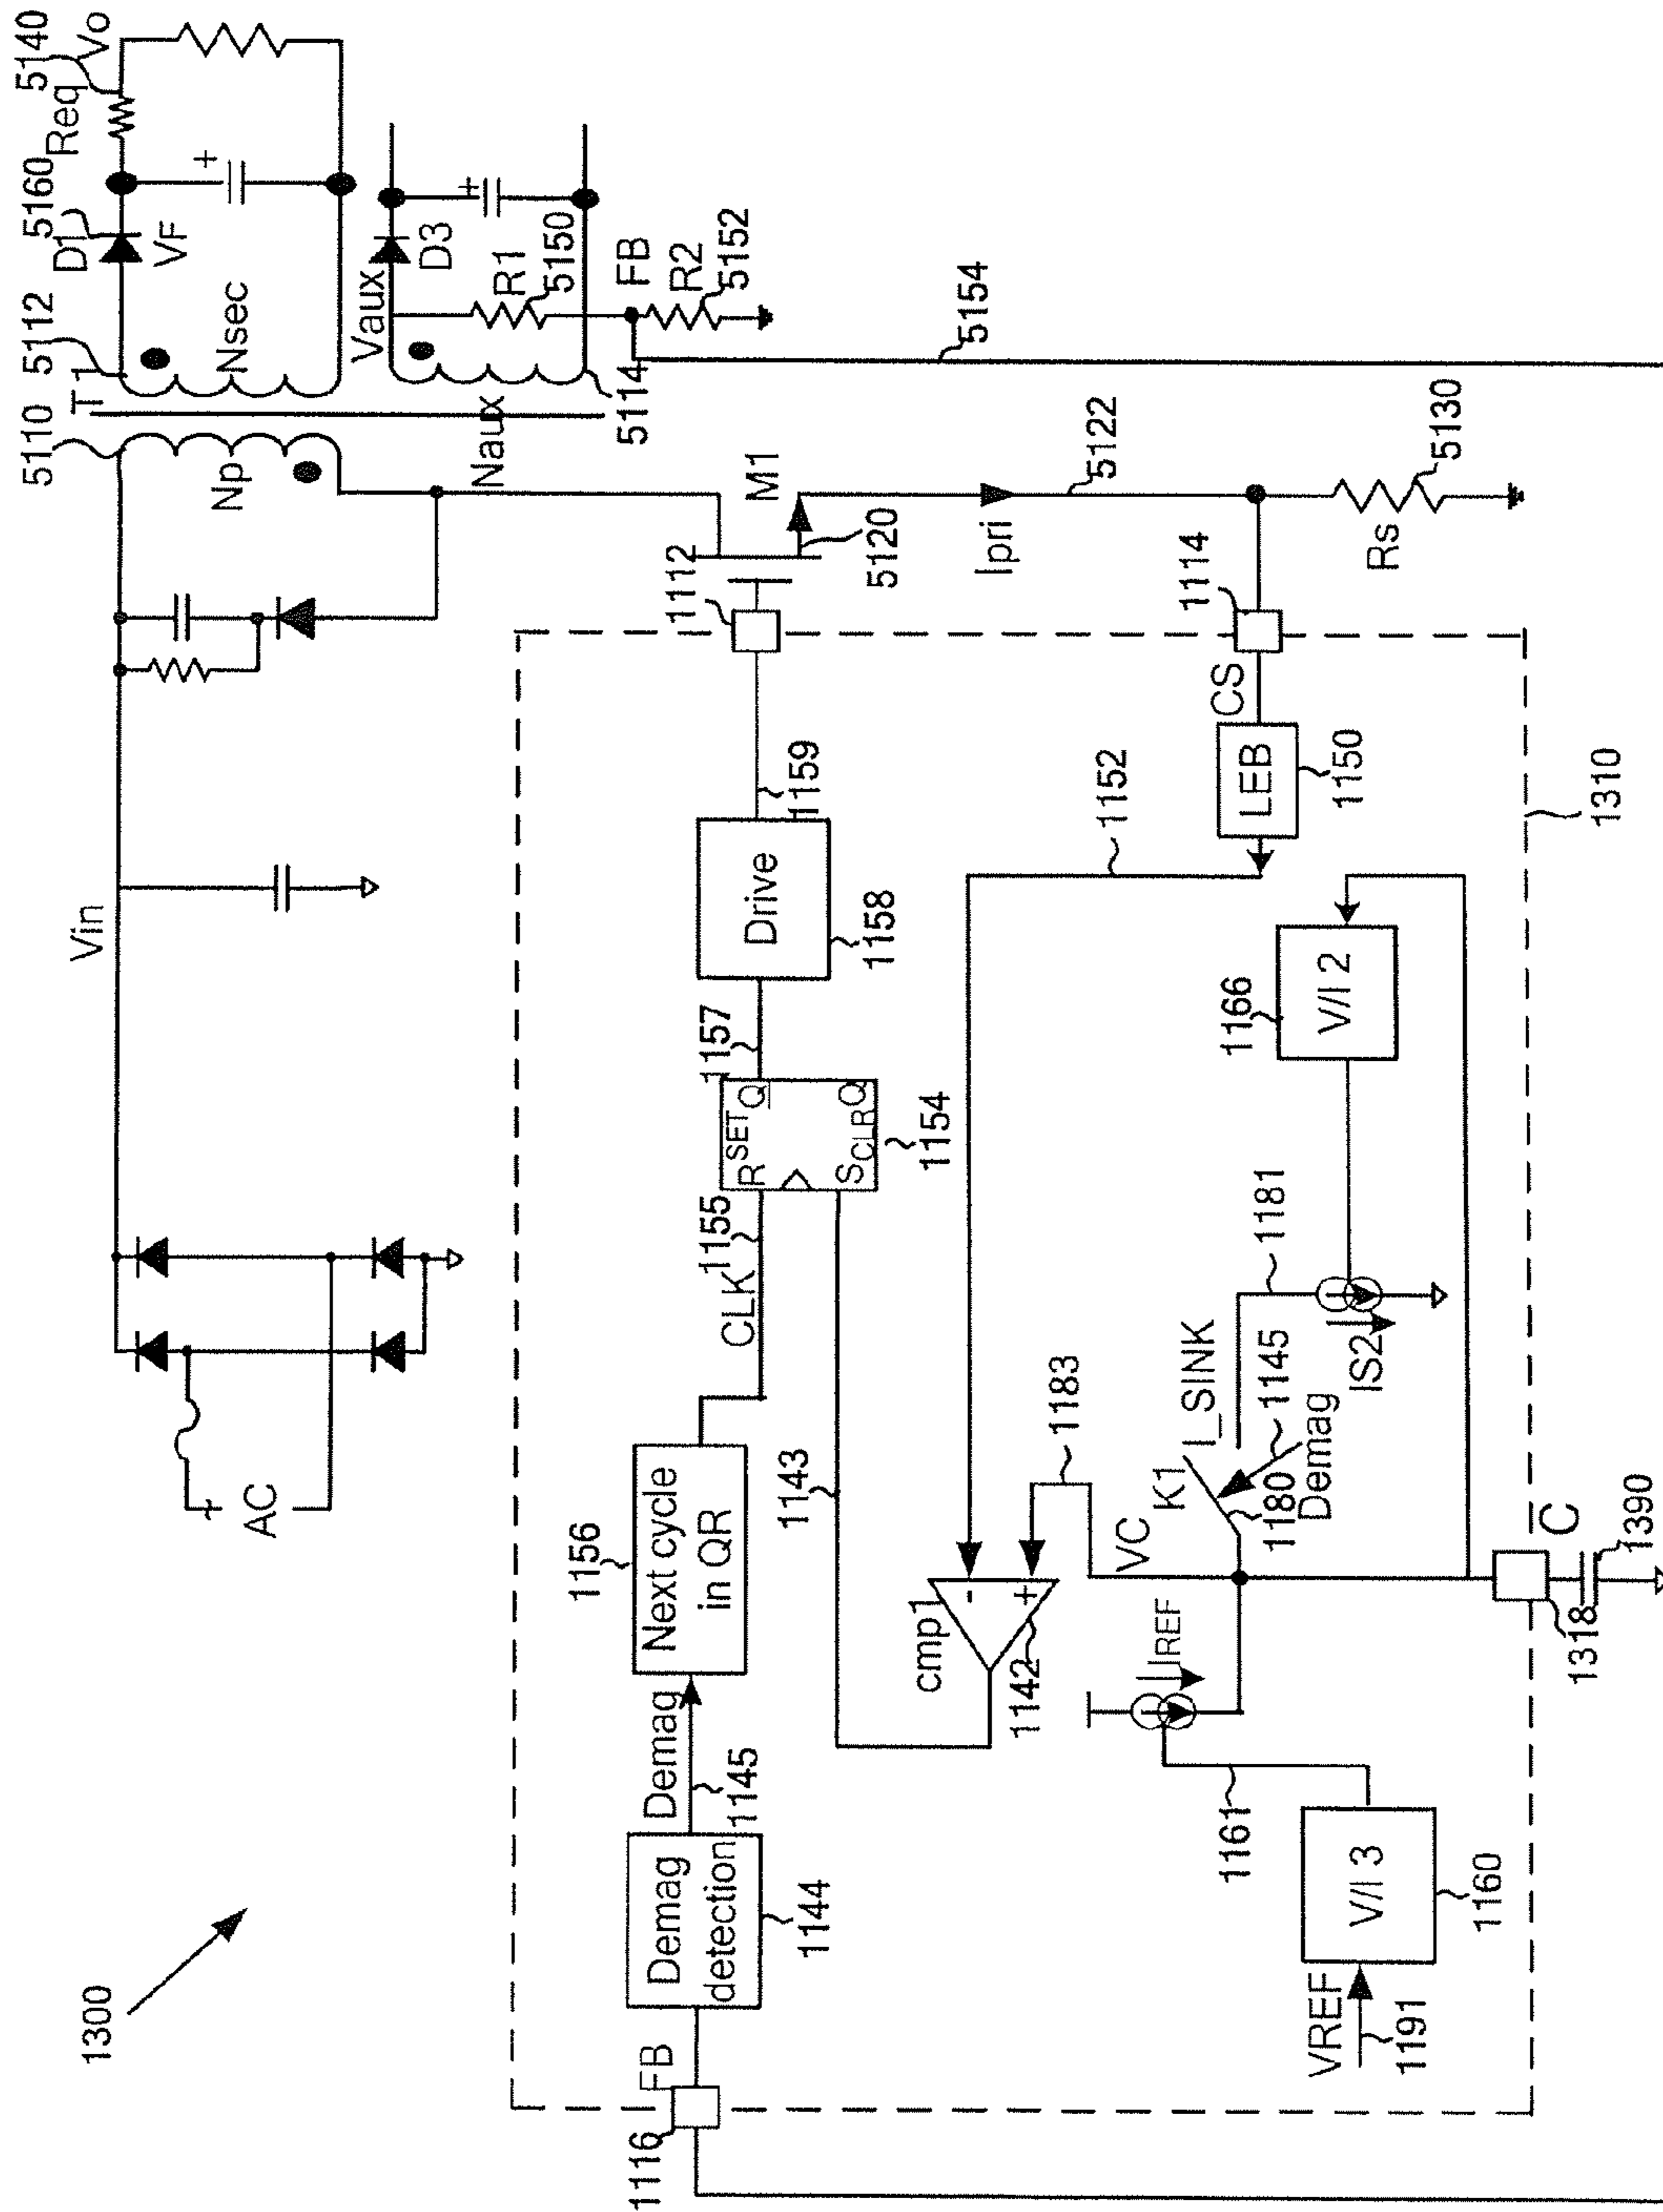 1300
AC
Vin
5110
T1
5112
D1
5160
Req
5140
Vo
VF
Nsec
Np
Vaux
D3
R1
5150
FB
R2
5152
Naux
5114
5154
M1
5120
Ipri
5122
1112
1114
Rs
5130
1116
FB
Demag
detection
1144
Demag
1145
1156
Next cycle
in QR
CLK
1155
R
SET
Q
S
CLR
Q
1154
1157
Drive
1158
1159
1143
cmp1
-
+
1142
1183
1152
CS
LEB
1150
1310
VREF
1191
V/I 3
1160
1161
IREF
VC
K1
1180
I_SINK
1145
Demag
1181
IS2
V/I 2
1166
1318
C
1390